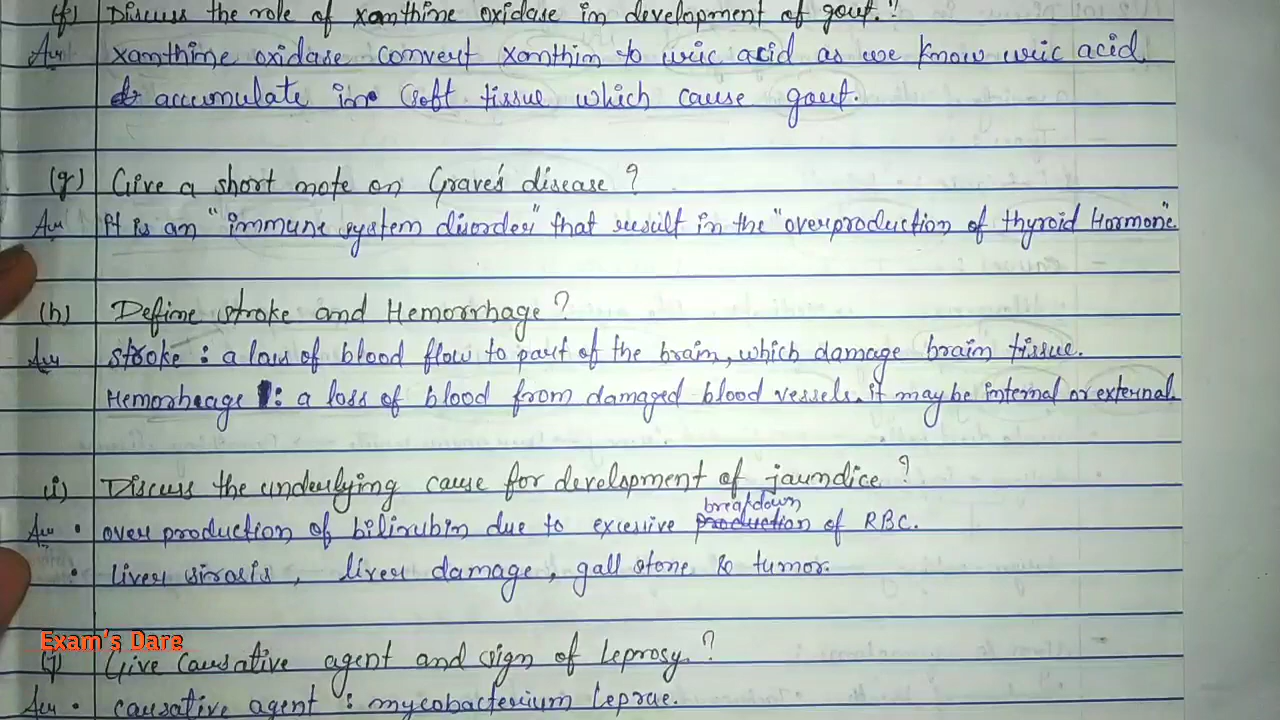 (f) Discuss the role of xanthine oxidase in development of gout.?
Ans xanthine oxidase convert xanthin to uric acid as we know uric acid
accumulate in soft tissue which cause gout.
(g) Give a short note on Grave's disease ?
Ans It is an "immune system disorder" that result in the "overproduction of thyroid Hormone"
(h) Define stroke and Hemorrhage ?
Ans stroke : a loss of blood flow to part of the brain, which damage brain tissue.
Hemorrheage : a loss of blood from damaged blood vessels. it may be internal or external
(i) Discuss the underlying cause for development of jaundice ?
breakdown
Ans • over production of bilirubin due to excessive production of RBC.
• liver sirosis, liver damage, gall stone & tumor.
Exam's Dare
(j) Give causative agent and sign of leprosy ?
Ans • causative agent : mycobacterium leprae.